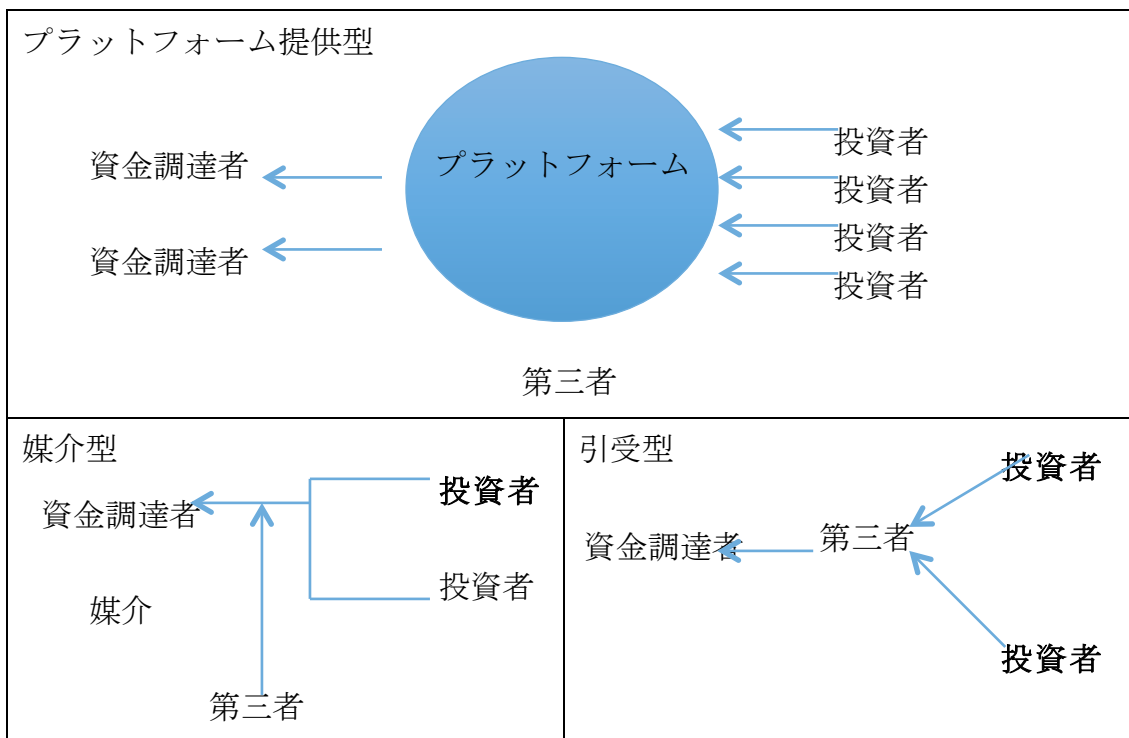 プラットフォーム提供型
資金調達者
資金調達者
プラットフォーム
投資者
投資者
投資者
投資者
第三者
媒介型
資金調達者
投資者
投資者
媒介
第三者
引受型
資金調達者
第三者
投資者
投資者